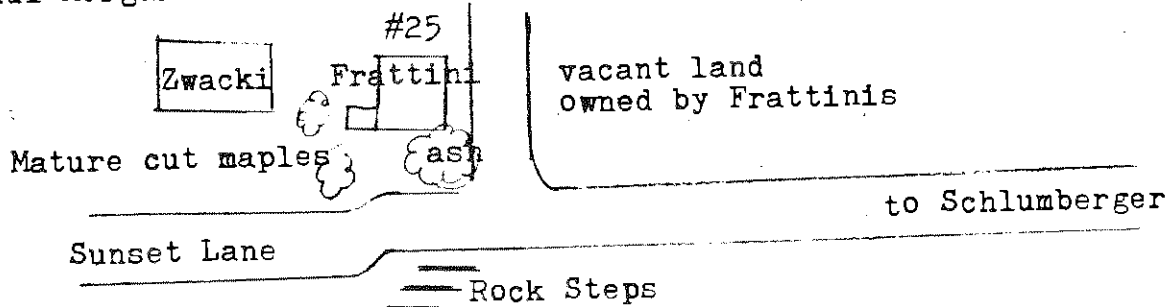 #25
Zwacki Frattini vacant land
owned by Frattinis
Mature cut maples ash
to Schlumberger
Sunset Lane
Rock Steps